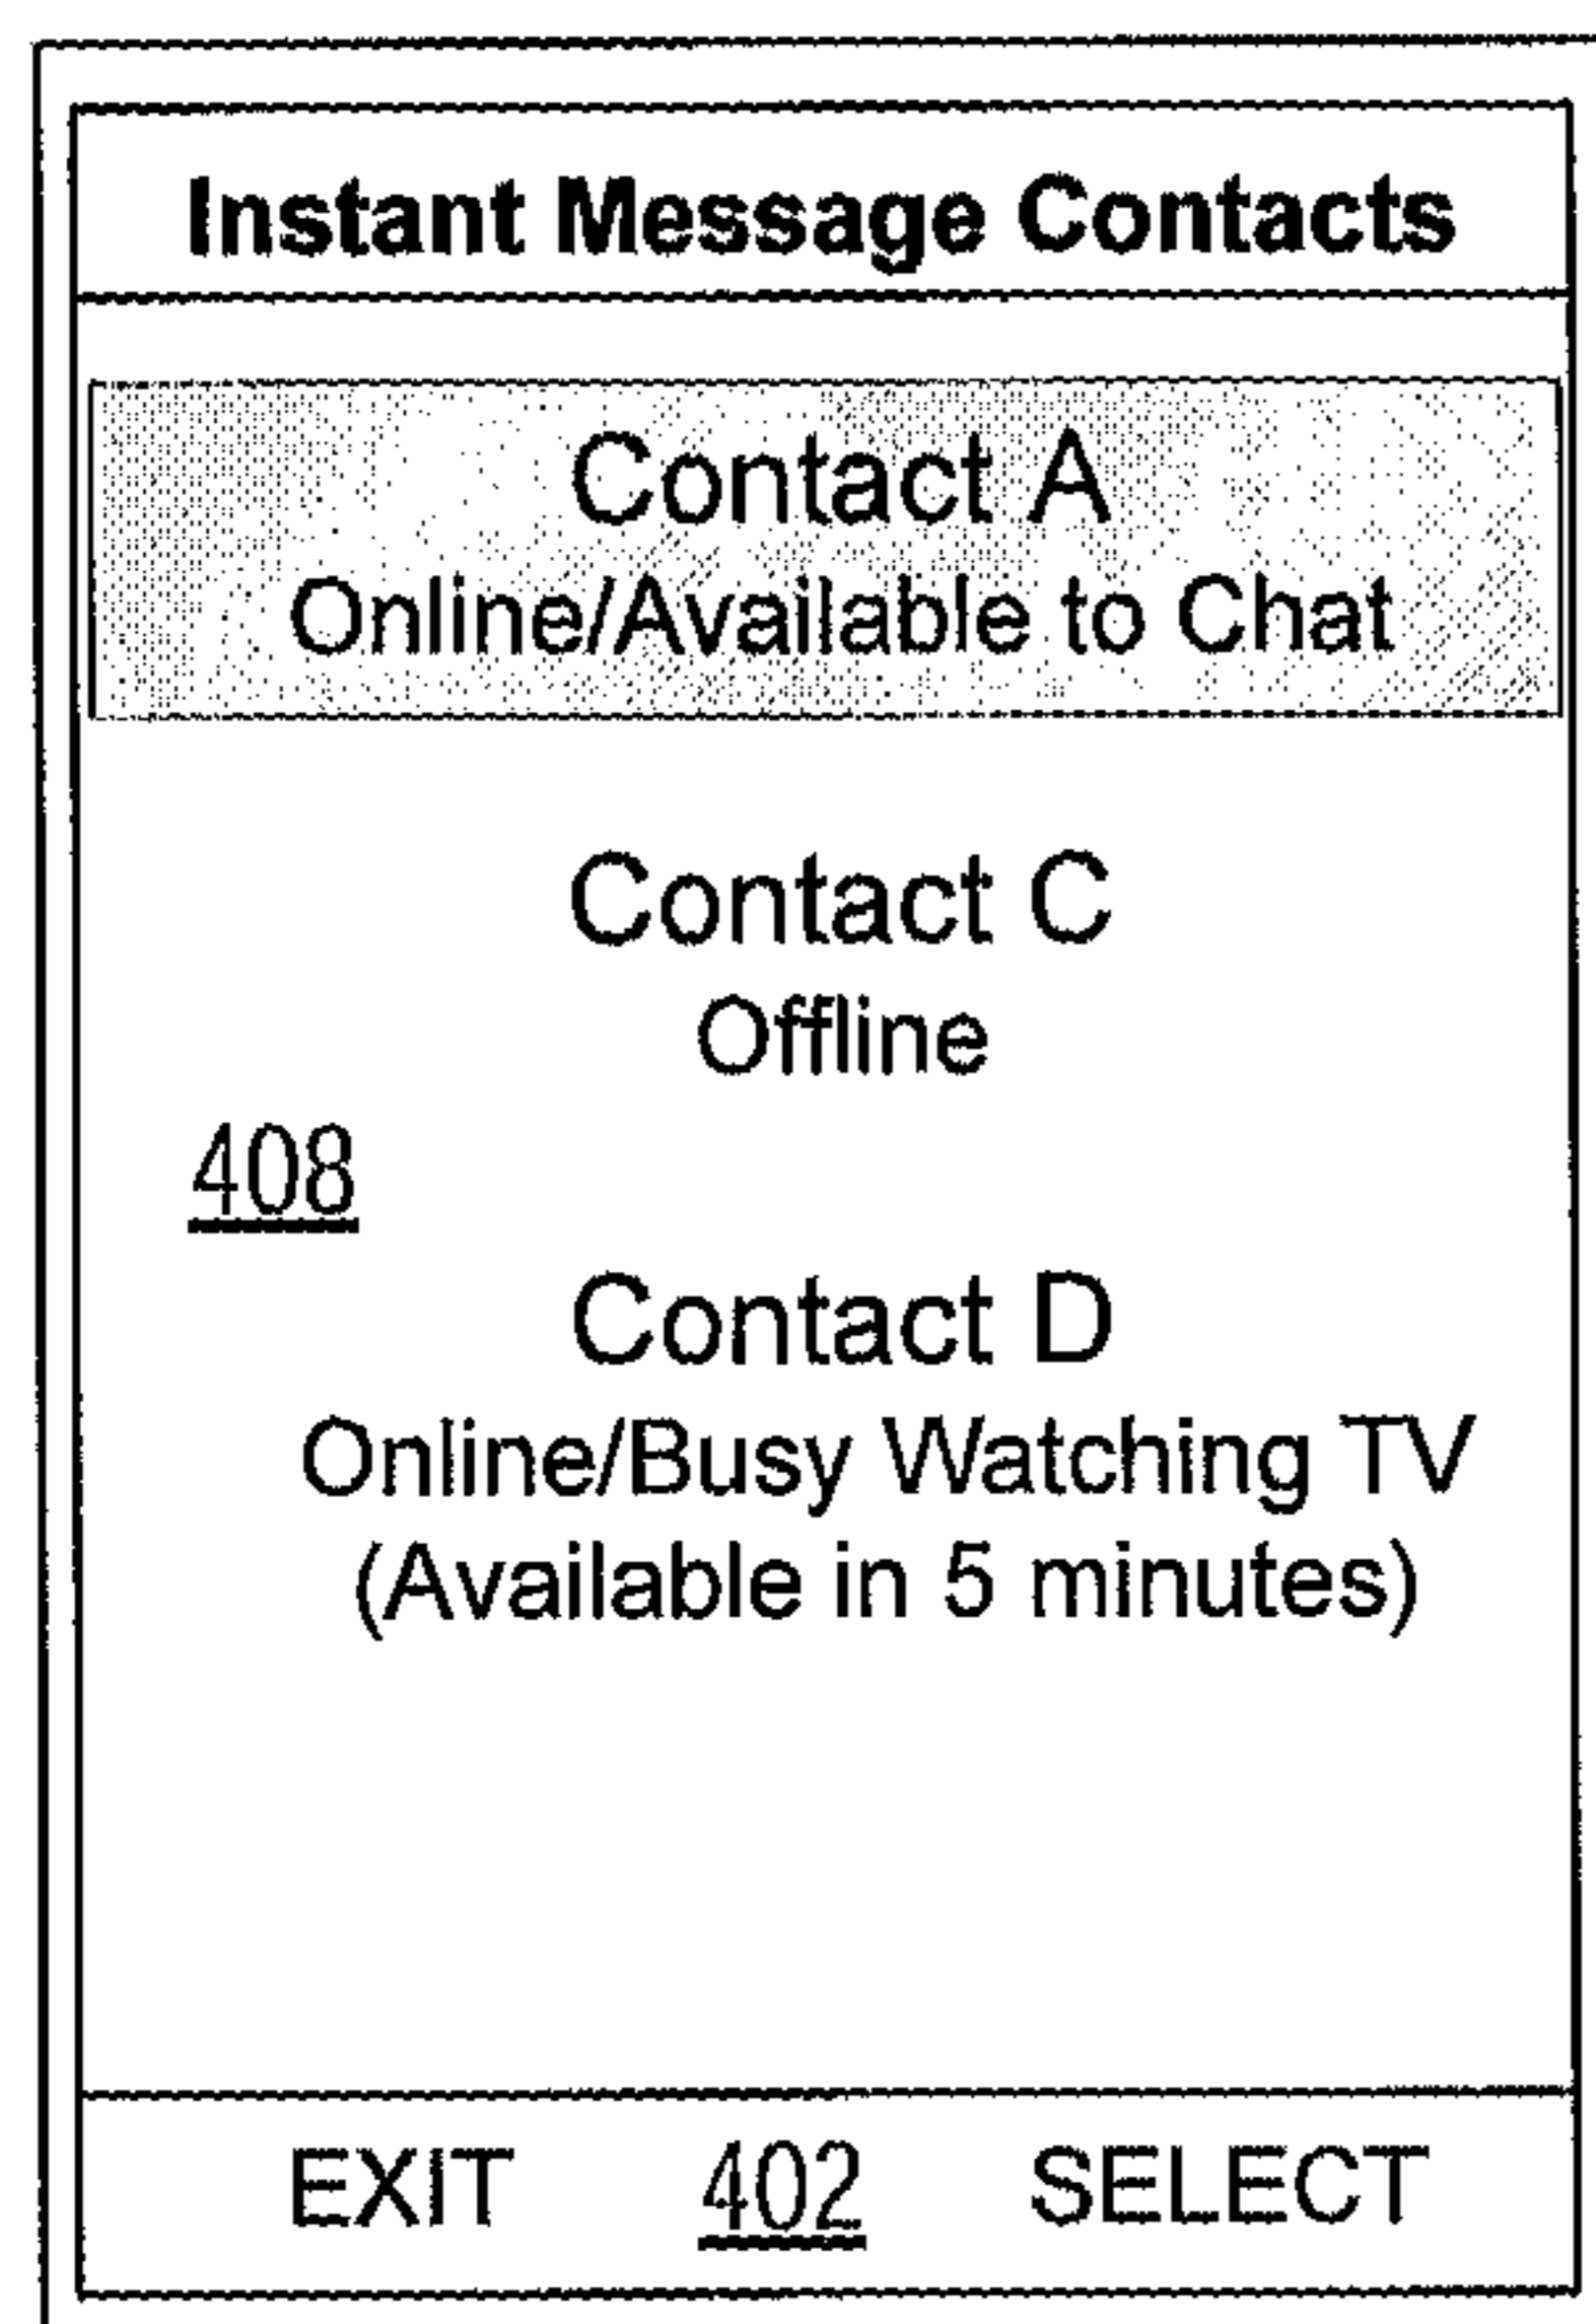 Instant Message Contacts
Contact A
Online/Available to Chat
Contact C
Offline
408
Contact D
Online/Busy Watching TV
(Available in 5 minutes)
EXIT 402 SELECT